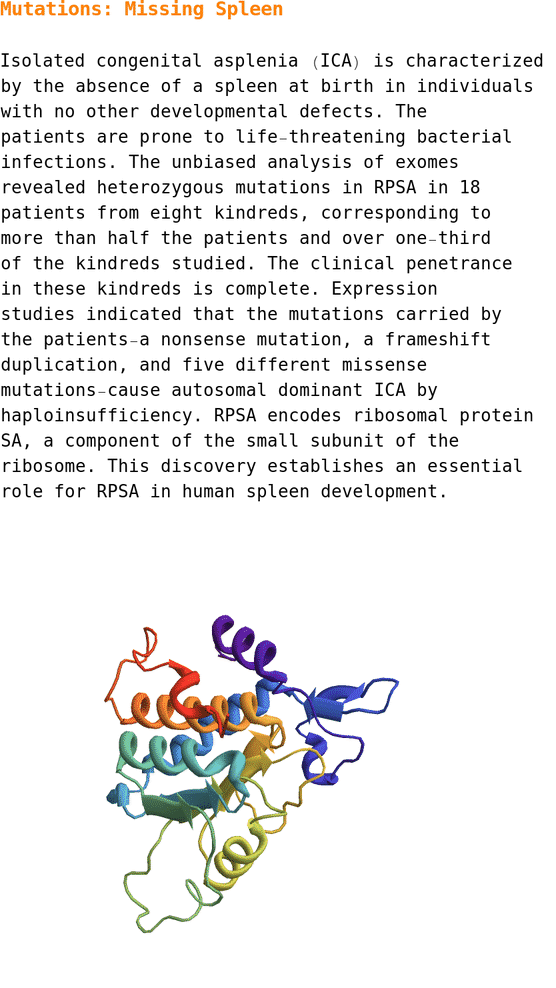 Mutations: Missing Spleen
Isolated congenital asplenia (ICA) is characterized
by the absence of a spleen at birth in individuals
with no other developmental defects. The
patients are prone to life-threatening bacterial
infections. The unbiased analysis of exomes
revealed heterozygous mutations in RPSA in 18
patients from eight kindreds, corresponding to
more than half the patients and over one-third
of the kindreds studied. The clinical penetrance
in these kindreds is complete. Expression
studies indicated that the mutations carried by
the patients-a nonsense mutation, a frameshift
duplication, and five different missense
mutations-cause autosomal dominant ICA by
haploinsufficiency. RPSA encodes ribosomal protein
SA, a component of the small subunit of the
ribosome. This discovery establishes an essential
role for RPSA in human spleen development.